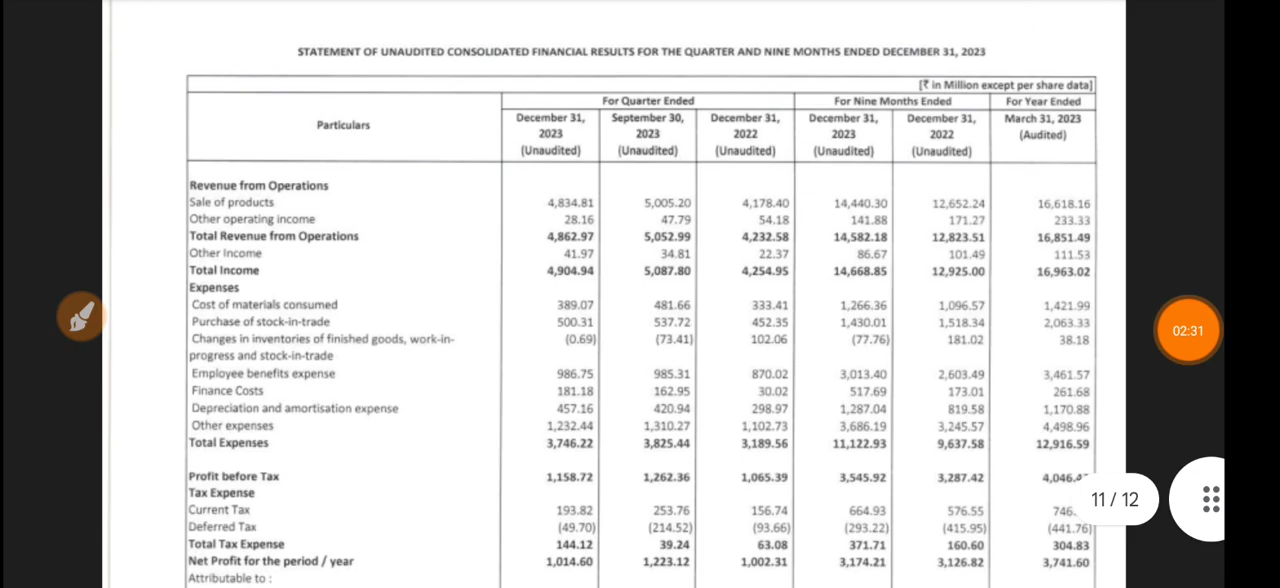 STATEMENT OF UNAUDITED CONSOLIDATED FINANCIAL RESULTS FOR THE QUARTER AND NINE MONTHS ENDED DECEMBER 31, 2023
[₹ in Million except per share data]
Particulars For Quarter Ended For Nine Months Ended For Year Ended
December 31, 2023 (Unaudited) September 30, 2023 (Unaudited) December 31, 2022 (Unaudited) December 31, 2023 (Unaudited) December 31, 2022 (Unaudited) March 31, 2023 (Audited)
Revenue from Operations
Sale of products 4,834.81 5,005.20 4,178.40 14,440.30 12,652.24 16,618.16
Other operating income 28.16 47.79 54.18 141.88 171.27 233.33
Total Revenue from Operations 4,862.97 5,052.99 4,232.58 14,582.18 12,823.51 16,851.49
Other Income 41.97 34.81 22.37 86.67 101.49 111.53
Total Income 4,904.94 5,087.80 4,254.95 14,668.85 12,925.00 16,963.02
Expenses
Cost of materials consumed 389.07 481.66 333.41 1,266.36 1,096.57 1,421.99
Purchase of stock-in-trade 500.31 537.72 452.35 1,430.01 1,518.34 2,063.33
Changes in inventories of finished goods, work-in- (0.69) (73.41) 102.06 (77.76) 181.02 38.18
progress and stock-in-trade
Employee benefits expense 986.75 985.31 870.02 3,013.40 2,603.49 3,461.57
Finance Costs 181.18 162.95 30.02 517.69 173.01 261.68
Depreciation and amortisation expense 457.16 420.94 298.97 1,287.04 819.58 1,170.88
Other expenses 1,232.44 1,310.27 1,102.73 3,686.19 3,245.57 4,498.96
Total Expenses 3,746.22 3,825.44 3,189.56 11,122.93 9,637.58 12,916.59
Profit before Tax 1,158.72 1,262.36 1,065.39 3,545.92 3,287.42
Tax Expense
Current Tax 193.82 253.76 156.74 664.93 576.55
Deferred Tax (49.70) (214.52) (93.66) (293.22) (415.95) (441.76)
Total Tax Expense 144.12 39.24 63.08 371.71 160.60 304.83
Net Profit for the period / year 1,014.60 1,223.12 1,002.31 3,174.21 3,126.82 3,741.60
Attributable to :
02:31
11 / 12